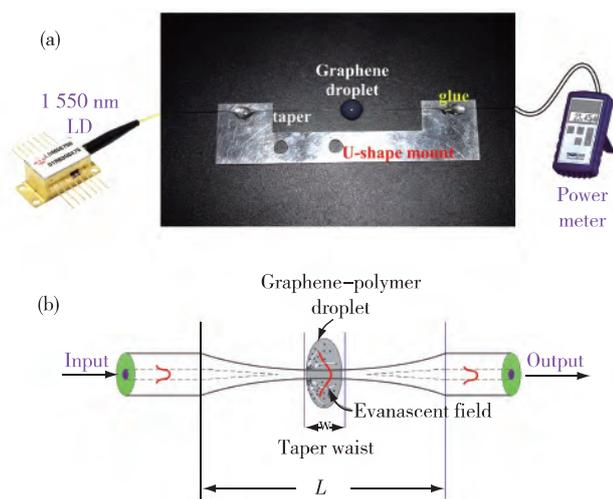 (a)
1 550 nm
LD
Graphene
droplet
glue
taper
U-shape mount
Power
meter
(b)
Graphene-polymer
droplet
Input
Output
Evanascent field
w
Taper waist
L